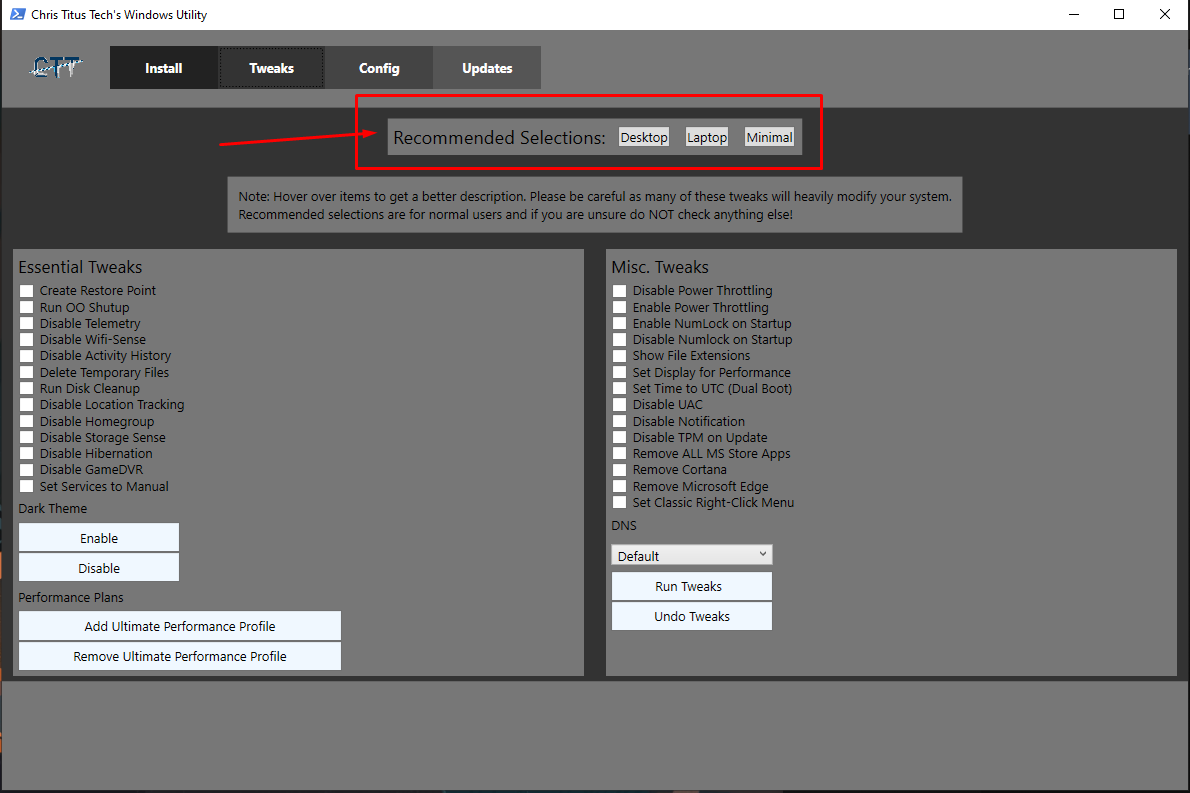 Chris Titus Tech's Windows Utility
CTT
Install
Tweaks
Config
Updates
Recommended Selections:
Desktop
Laptop
Minimal
Note: Hover over items to get a better description. Please be careful as many of these tweaks will heavily modify your system.
Recommended selections are for normal users and if you are unsure do NOT check anything else!
Essential Tweaks
Create Restore Point
Run OO Shutup
Disable Telemetry
Disable Wifi-Sense
Disable Activity History
Delete Temporary Files
Run Disk Cleanup
Disable Location Tracking
Disable Homegroup
Disable Storage Sense
Disable Hibernation
Disable GameDVR
Set Services to Manual
Dark Theme
Enable
Disable
Performance Plans
Add Ultimate Performance Profile
Remove Ultimate Performance Profile
Misc. Tweaks
Disable Power Throttling
Enable Power Throttling
Enable NumLock on Startup
Disable Numlock on Startup
Show File Extensions
Set Display for Performance
Set Time to UTC (Dual Boot)
Disable UAC
Disable Notification
Disable TPM on Update
Remove ALL MS Store Apps
Remove Cortana
Remove Microsoft Edge
Set Classic Right-Click Menu
DNS
Default
Run Tweaks
Undo Tweaks